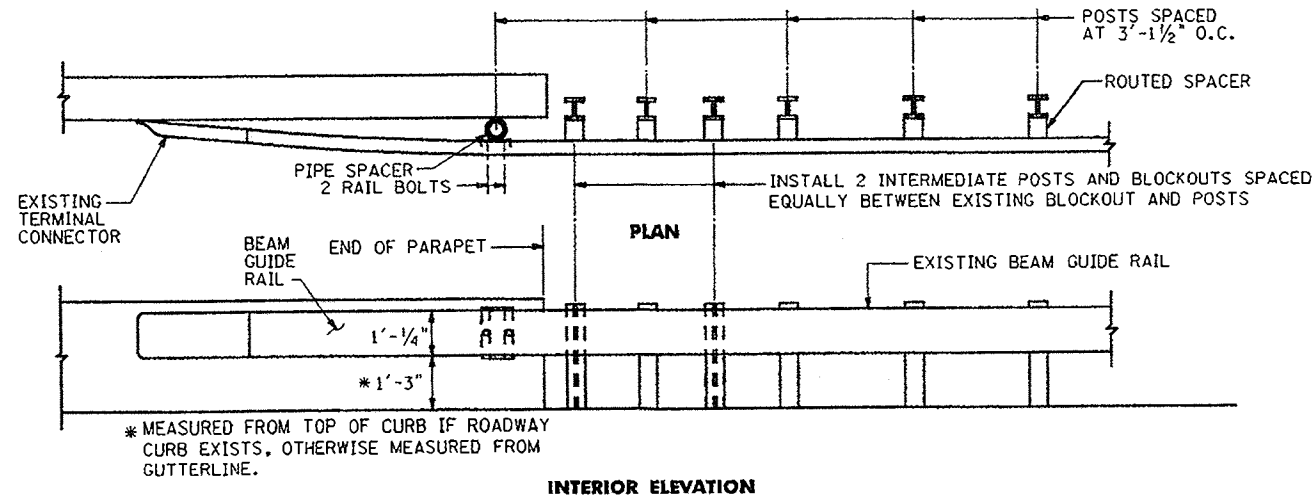 POSTS SPACED
AT 3'-1½" O.C.
ROUTED SPACER
PIPE SPACER
2 RAIL BOLTS
INSTALL 2 INTERMEDIATE POSTS AND BLOCKOUTS SPACED
EQUALLY BETWEEN EXISTING BLOCKOUT AND POSTS
EXISTING
TERMINAL
CONNECTOR
PLAN
BEAM
GUIDE
RAIL
END OF PARAPET
EXISTING BEAM GUIDE RAIL
1'-¼"
*1'-3"
* MEASURED FROM TOP OF CURB IF ROADWAY
CURB EXISTS, OTHERWISE MEASURED FROM
GUTTERLINE.
INTERIOR ELEVATION